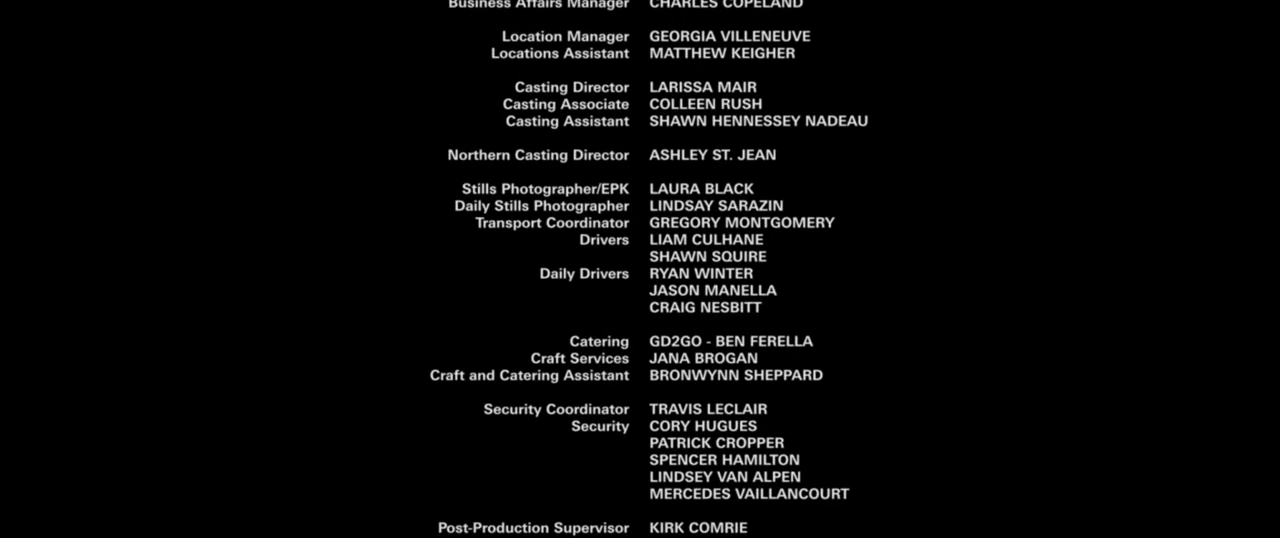 Business Affairs Manager CHARLES COPELAND
Location Manager GEORGIA VILLENEUVE
Locations Assistant MATTHEW KEIGHER
Casting Director LARISSA MAIR
Casting Associate COLLEEN RUSH
Casting Assistant SHAWN HENNESSEY NADEAU
Northern Casting Director ASHLEY ST. JEAN
Stills Photographer/EPK LAURA BLACK
Daily Stills Photographer LINDSAY SARAZIN
Transport Coordinator GREGORY MONTGOMERY
Drivers LIAM CULHANE
SHAWN SQUIRE
Daily Drivers RYAN WINTER
JASON MANELLA
CRAIG NESBITT
Catering GD2GO - BEN FERELLA
Craft Services JANA BROGAN
Craft and Catering Assistant BRONWYNN SHEPPARD
Security Coordinator TRAVIS LECLAIR
Security CORY HUGUES
PATRICK CROPPER
SPENCER HAMILTON
LINDSEY VAN ALPEN
MERCEDES VAILLANCOURT
Post-Production Supervisor KIRK COMRIE